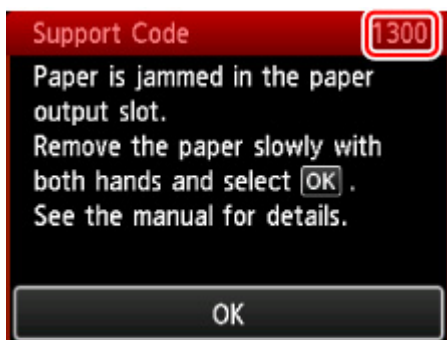 Support Code 1300
Paper is jammed in the paper
output slot.
Remove the paper slowly with
both hands and select OK .
See the manual for details.
OK